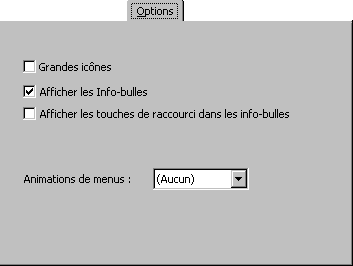 Options
Grandes icônes
Afficher les Info-bulles
Afficher les touches de raccourci dans les info-bulles
Animations de menus : (Aucun)